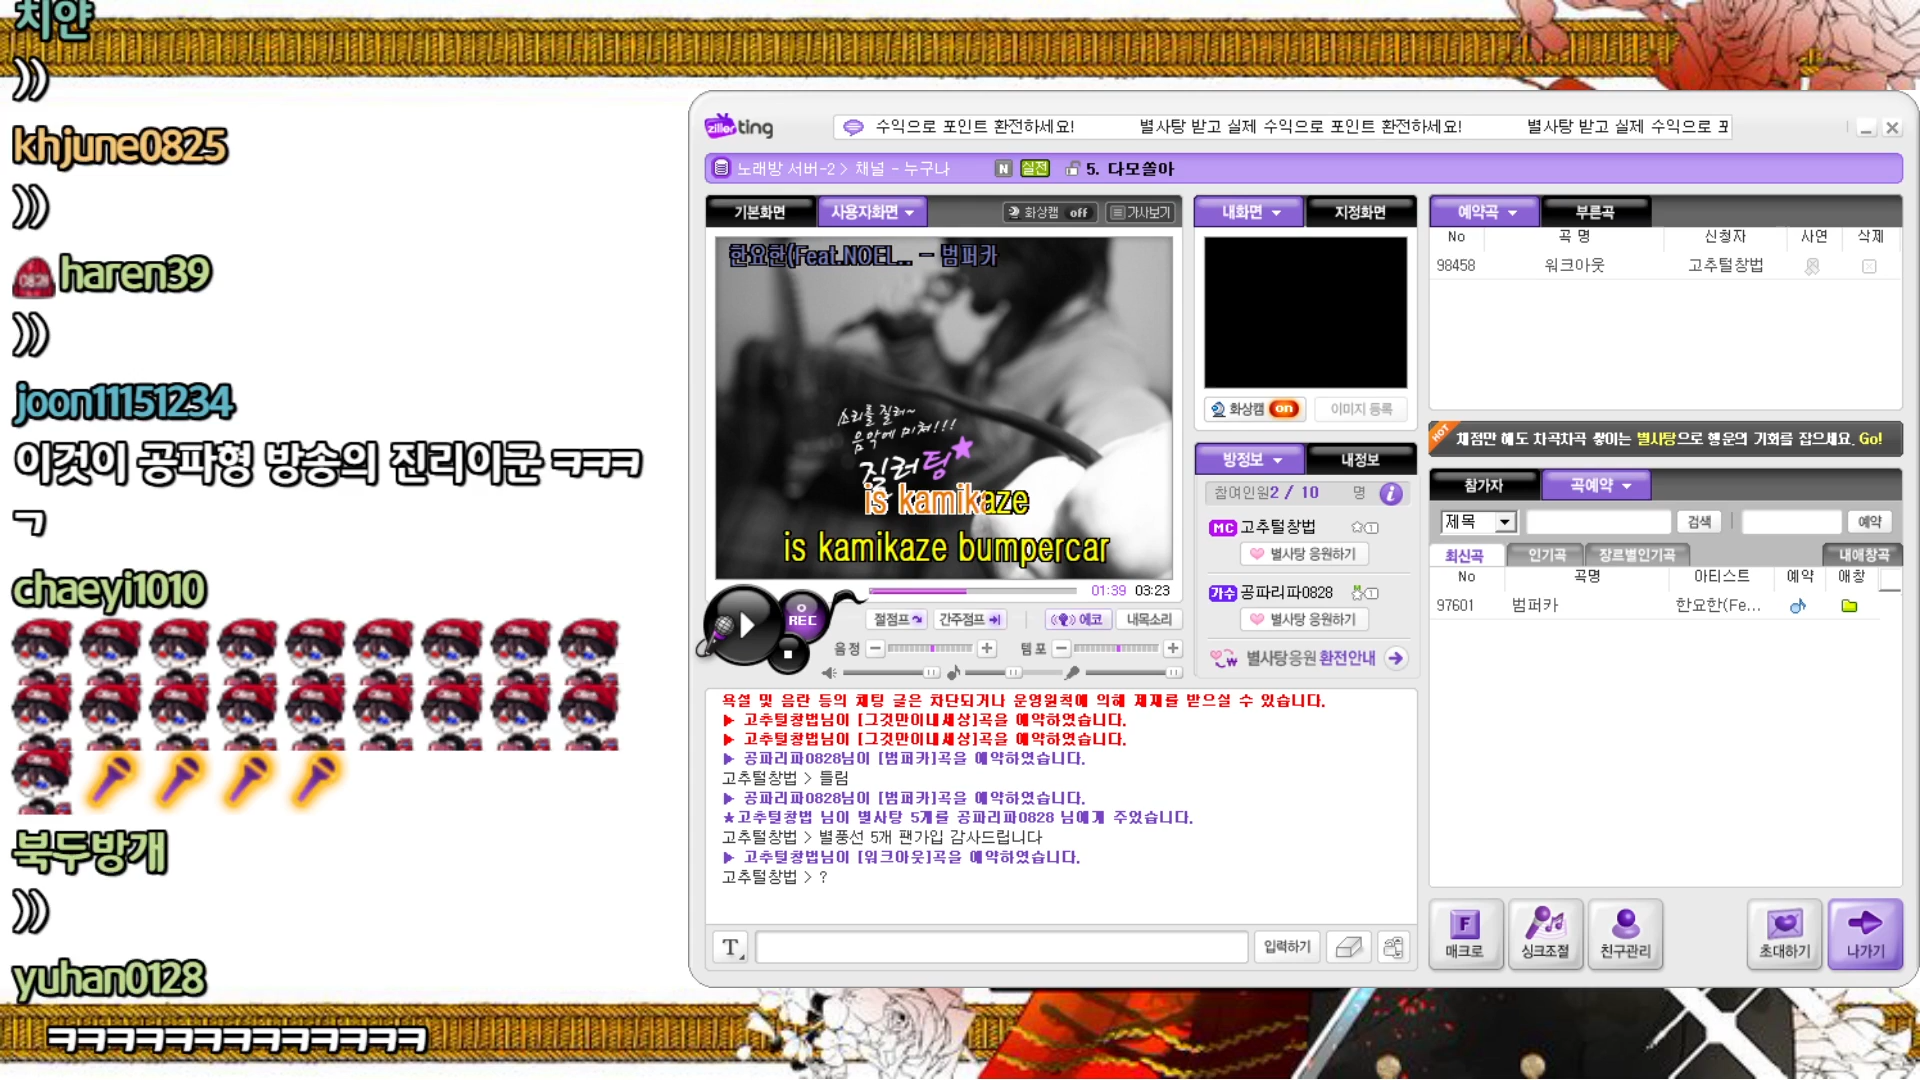 치얀
))
khjune0825
)))
haren39
)))
joon11151234
이것이 공파형 방송의 진리이군 ㅋㅋㅋ
ㄱ
chaeyi1010
북두방개
)))
yuhan0128
ㅋㅋㅋㅋㅋㅋㅋㅋㅋㅋㅋㅋㅋ
ziller ting
수익으로 포인트 환전하세요! 별사탕 받고 실제 수익으로 포인트 환전하세요! 별사탕 받고 실제 수익으로 포
노래방 서버-2 > 채널 - 누구나 N 실전 5. 다모쏠아
기본화면 사용자화면 화상캠 off 가사보기
한요한(Feat.NOEL.. - 범퍼카
소리를 질러~
음악에 미쳐!!!
질러팅
is kamikaze
is kamikaze bumpercar
01:39 03:23
REC
절점프 간주점프 에코 내목소리
음정 템포
내화면 지정화면
화상캠 on 이미지 등록
방정보 내정보
참여인원 2 / 10 명
MC 고추털창법 1
별사탕 응원하기
가수 공파리파0828 1
별사탕 응원하기
별사탕응원 환전안내
예약곡 부른곡
No 곡 명 신청자 사연 삭제
98458 워크아웃 고추털창법
HOT 채점만 해도 차곡차곡 쌓이는 별사탕으로 행운의 기회를 잡으세요. Go!
참가자 곡예약
제목 검색 예약
최신곡 인기곡 장르별인기곡 내애창곡
No 곡명 아티스트 예약 애창
97601 범퍼카 한요한(Fe...
욕설 및 음란 등의 채팅 글은 차단되거나 운영원칙에 의해 제재를 받으실 수 있습니다.
▶ 고추털창법님이 [그것만이내세상]곡을 예약하였습니다.
▶ 고추털창법님이 [그것만이내세상]곡을 예약하였습니다.
▶ 공파리파0828님이 [범퍼카]곡을 예약하였습니다.
고추털창법 > 들림
▶ 공파리파0828님이 [범퍼카]곡을 예약하였습니다.
★고추털창법 님이 별사탕 5개를 공파리파0828 님에게 주었습니다.
고추털창법 > 별풍선 5개 팬가입 감사드립니다
▶ 고추털창법님이 [워크아웃]곡을 예약하였습니다.
고추털창법 > ?
T 입력하기
F
매크로 싱크조절 친구관리 초대하기 나가기